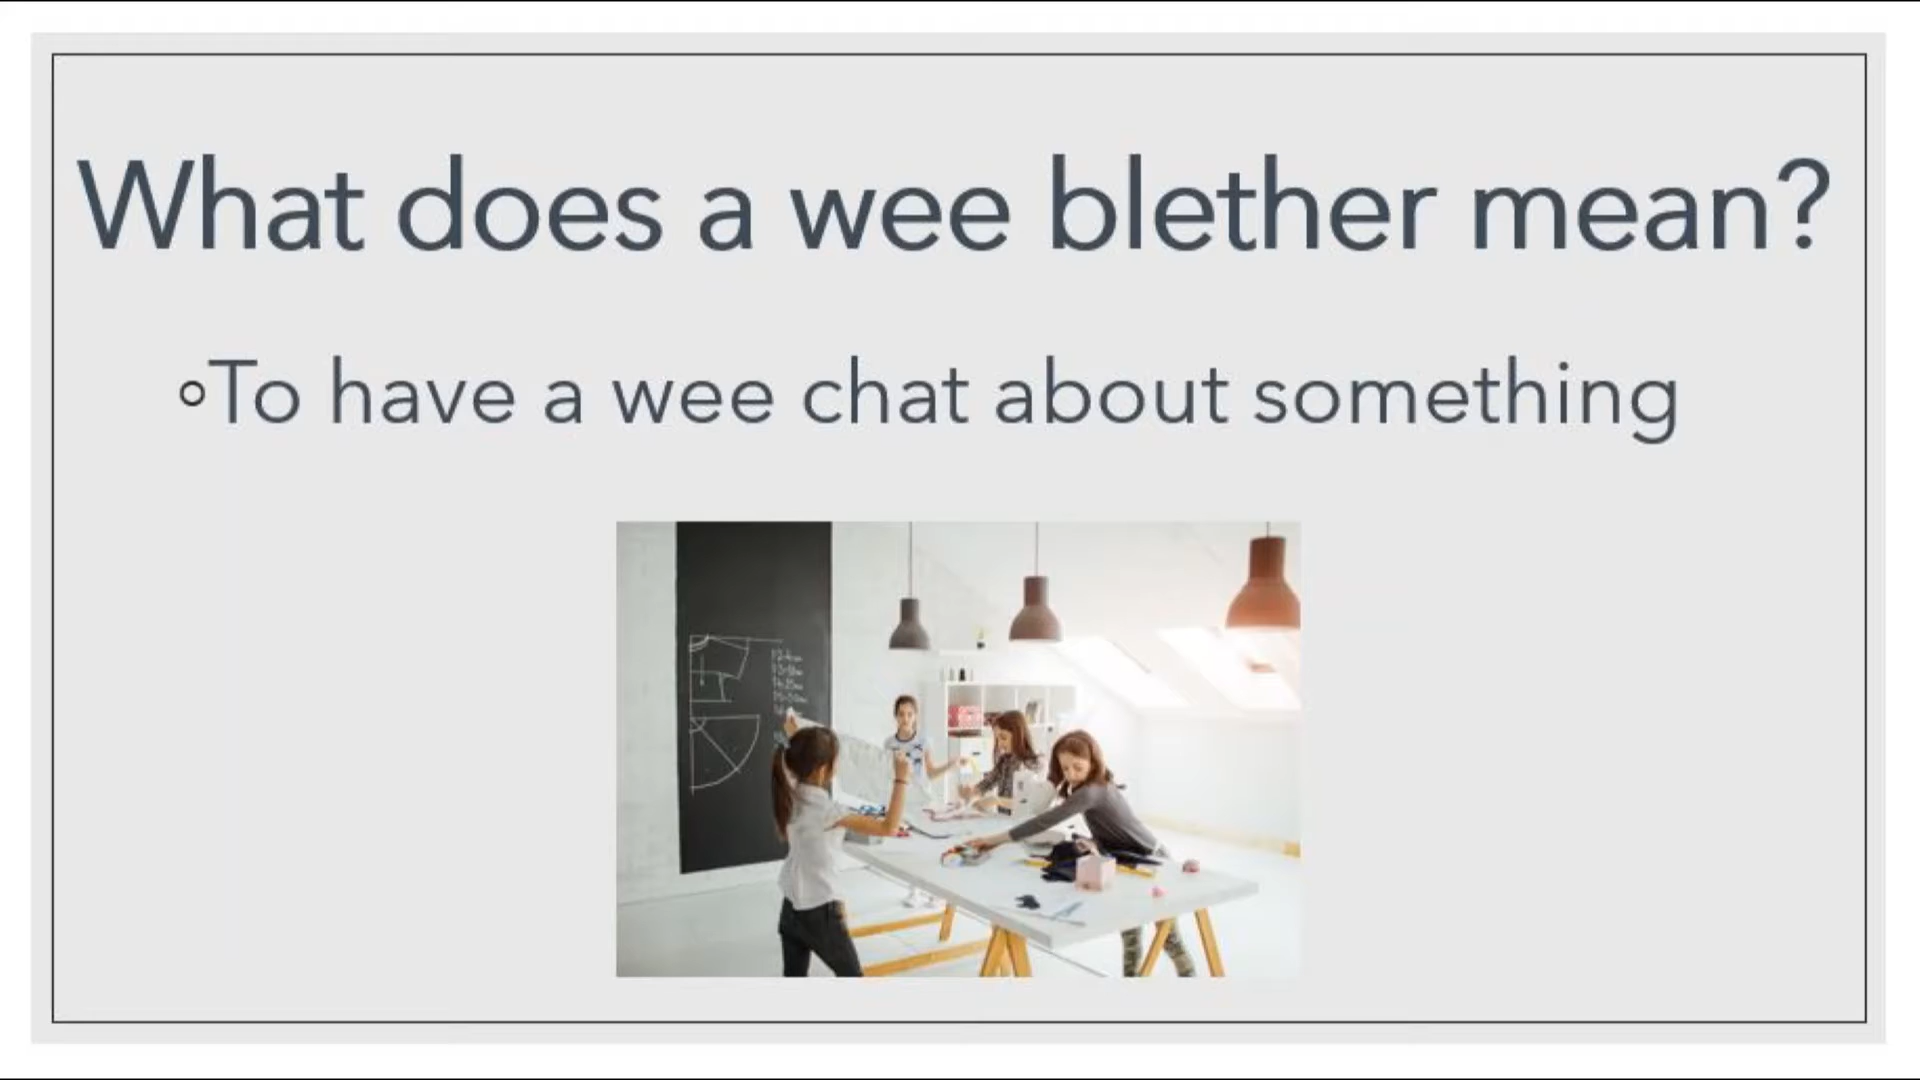 What does a wee blether mean?
To have a wee chat about something